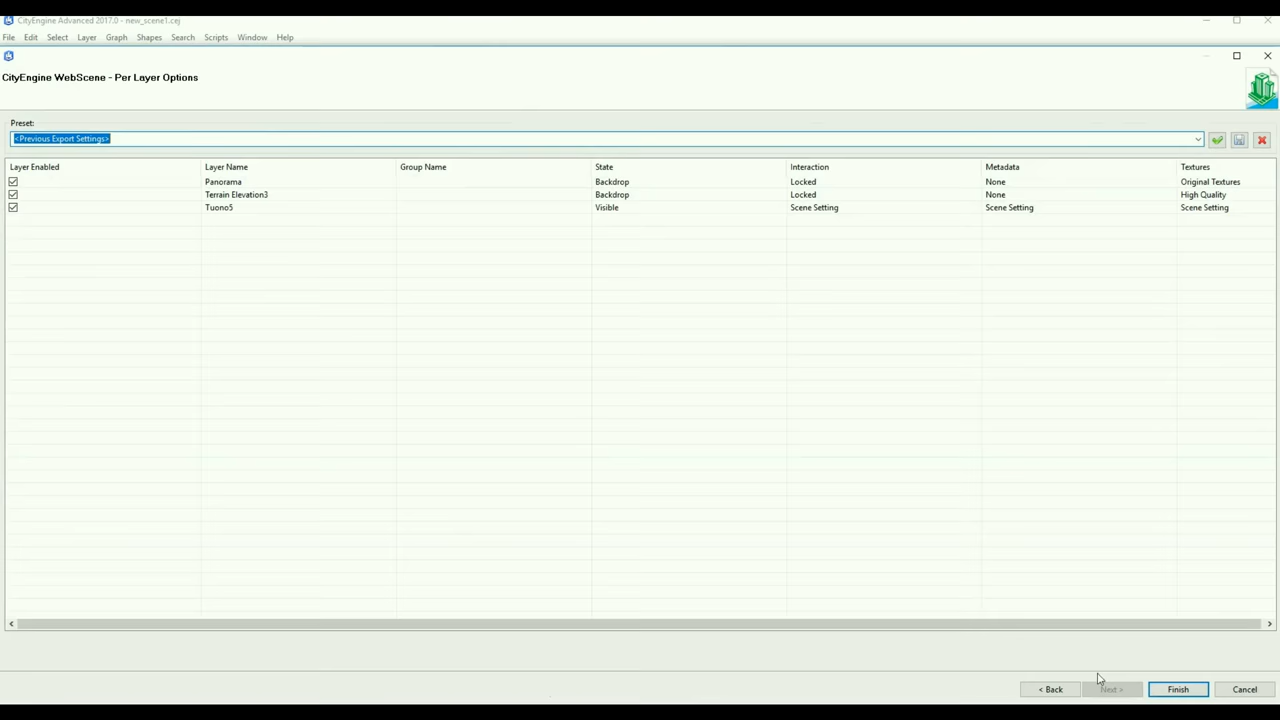 CityEngine Advanced 2017.0 - new_scene1.cej
File Edit Select Layer Graph Shapes Search Scripts Window Help
CityEngine WebScene - Per Layer Options
Preset:
<Previous Export Settings>
Layer Enabled Layer Name Group Name State Interaction Metadata Textures
Panorama Backdrop Locked None Original Textures
Terrain Elevation3 Backdrop Locked None High Quality
Tuono5 Visible Scene Setting Scene Setting Scene Setting
< Back Next > Finish Cancel